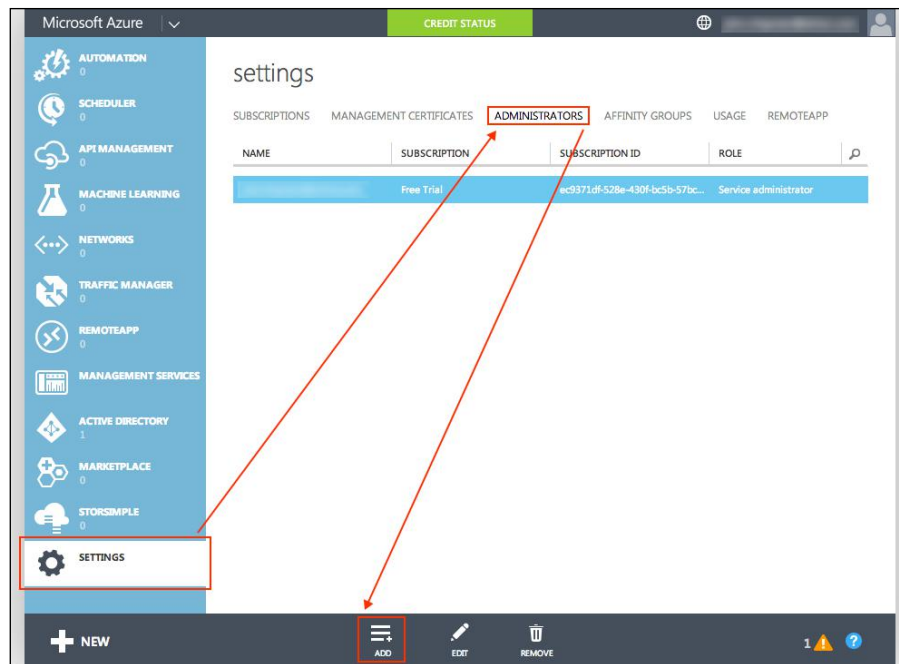 Microsoft Azure
CREDIT STATUS
AUTOMATION
0
SCHEDULER
0
API MANAGEMENT
0
MACHINE LEARNING
0
NETWORKS
0
TRAFFIC MANAGER
0
REMOTEAPP
0
MANAGEMENT SERVICES
ACTIVE DIRECTORY
1
MARKETPLACE
0
STORSIMPLE
0
SETTINGS
settings
SUBSCRIPTIONS MANAGEMENT CERTIFICATES ADMINISTRATORS AFFINITY GROUPS USAGE REMOTEAPP
NAME SUBSCRIPTION SUBSCRIPTION ID ROLE
Free Trial ec9371df-528e-430f-bc5b-57bc... Service administrator
NEW ADD EDIT REMOVE 1 ?